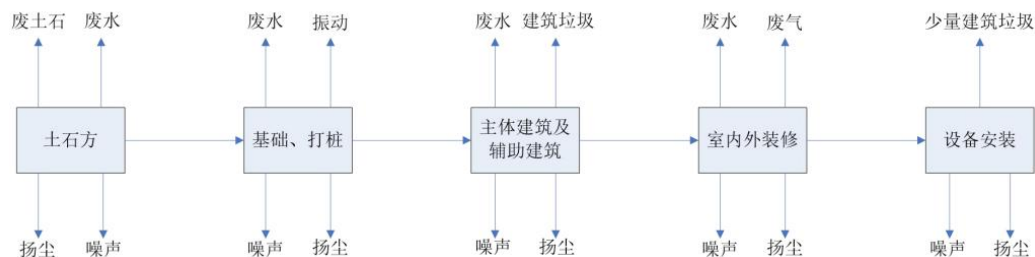 废土石 废水 废水 振动 废水 建筑垃圾 废水 废气 少量建筑垃圾
土石方 基础、打桩 主体建筑及 室内外装修 设备安装
辅助建筑
扬尘 噪声 噪声 扬尘 噪声 扬尘 噪声 扬尘 噪声 扬尘